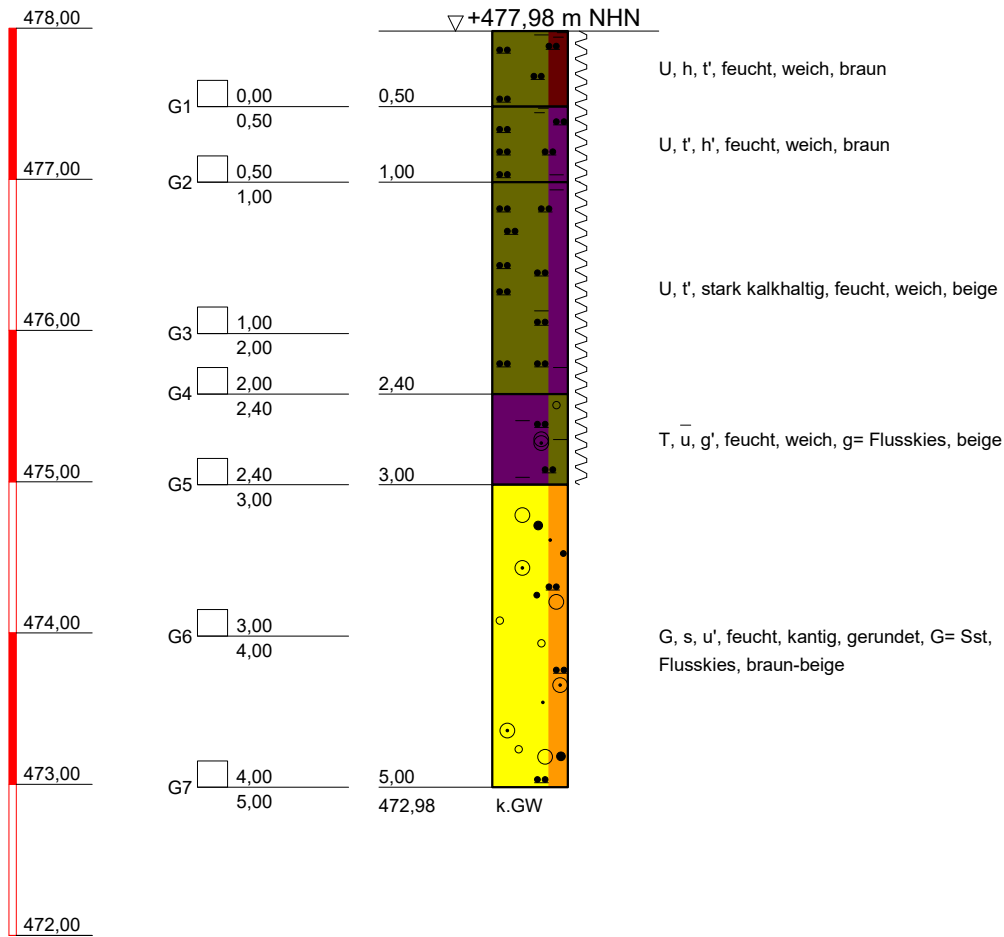 478,00
+477,98 m NHN
U, h, t', feucht, weich, braun
G1 0,00 0,50
0,50
U, t', h', feucht, weich, braun
477,00
G2 0,50 1,00
1,00
U, t', stark kalkhaltig, feucht, weich, beige
476,00
G3 1,00
2,00
G4 2,00 2,40
2,40
T, u̅, g', feucht, weich, g= Flusskies, beige
475,00
G5 2,40 3,00
3,00
474,00
G6 3,00
4,00
G, s, u', feucht, kantig, gerundet, G= Sst,
Flusskies, braun-beige
473,00
G7 4,00 5,00
5,00 472,98 k.GW
472,00